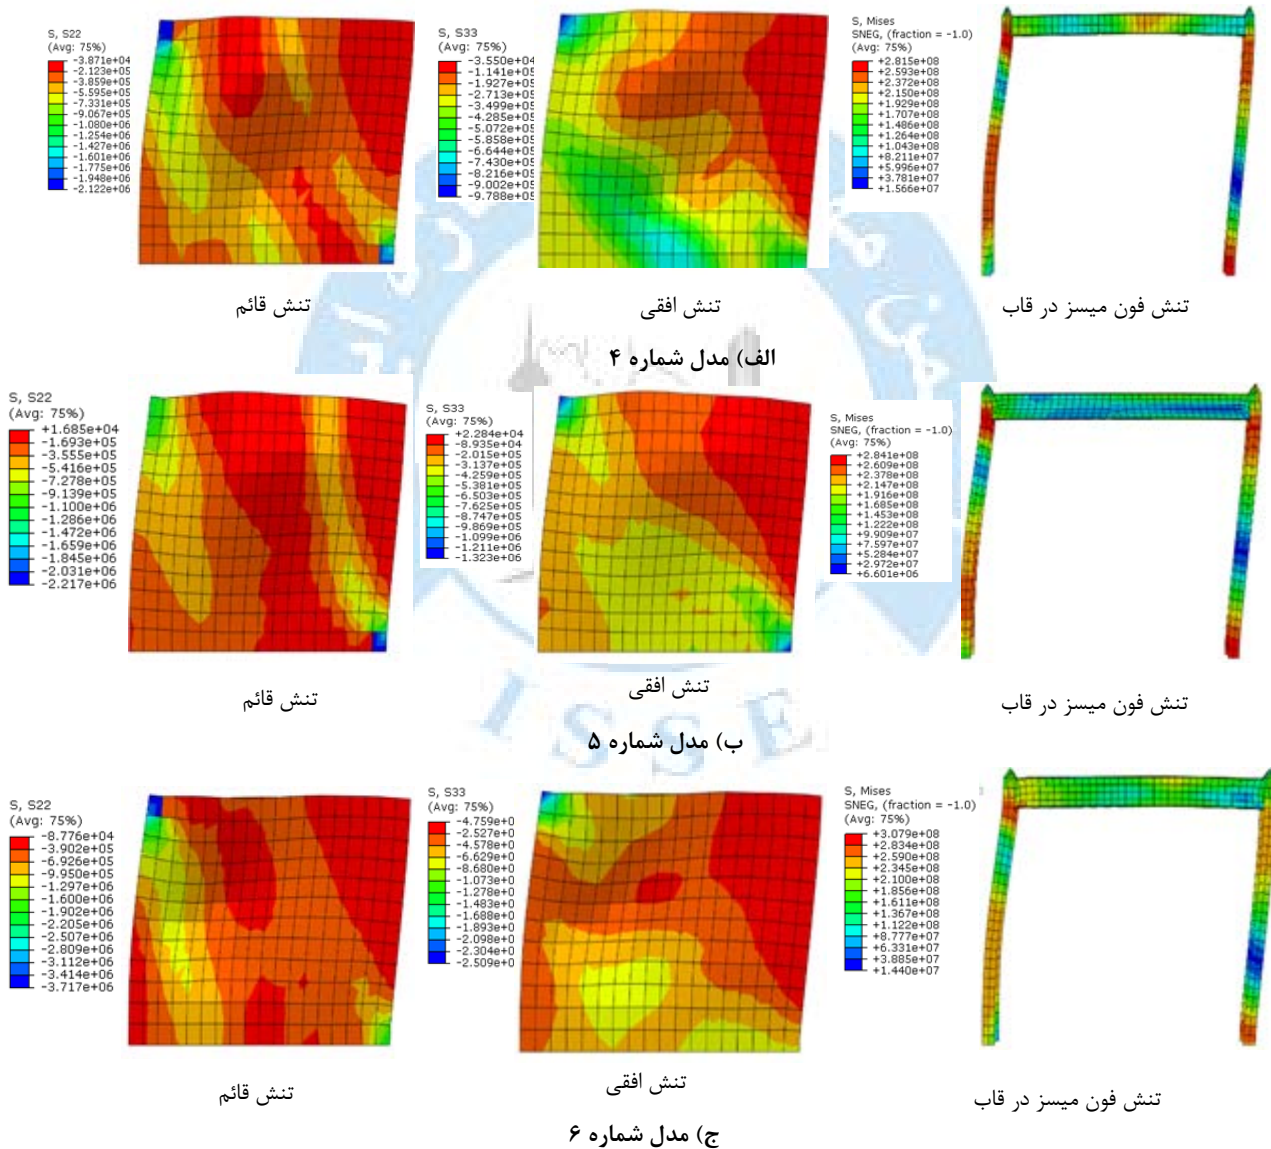 S, S22
(Avg: 75%)
-3.871e+04
-2.123e+05
-3.859e+05
-5.595e+05
-7.331e+05
-9.067e+05
-1.080e+06
-1.254e+06
-1.427e+06
-1.601e+06
-1.775e+06
-1.948e+06
-2.122e+06
S, S33
(Avg: 75%)
-3.550e+04
-1.141e+05
-1.927e+05
-2.713e+05
-3.499e+05
-4.285e+05
-5.072e+05
-5.858e+05
-6.644e+05
-7.430e+05
-8.216e+05
-9.002e+05
-9.788e+05
S, Mises
SNEG, (fraction = -1.0)
(Avg: 75%)
+2.815e+08
+2.593e+08
+2.372e+08
+2.150e+08
+1.929e+08
+1.707e+08
+1.486e+08
+1.264e+08
+1.043e+08
+8.211e+07
+5.996e+07
+3.781e+07
+1.566e+07
تنش قائم
تنش افقی
تنش فون میسز در قاب
الف) مدل شماره ۴
S, S22
(Avg: 75%)
+1.685e+04
-1.693e+05
-3.555e+05
-5.416e+05
-7.278e+05
-9.139e+05
-1.100e+06
-1.286e+06
-1.472e+06
-1.659e+06
-1.845e+06
-2.031e+06
-2.217e+06
S, S33
(Avg: 75%)
+2.284e+04
-8.935e+04
-2.015e+05
-3.137e+05
-4.259e+05
-5.381e+05
-6.503e+05
-7.625e+05
-8.747e+05
-9.869e+05
-1.099e+06
-1.211e+06
-1.323e+06
S, Mises
SNEG, (fraction = -1.0)
(Avg: 75%)
+2.841e+08
+2.609e+08
+2.378e+08
+2.147e+08
+1.916e+08
+1.685e+08
+1.453e+08
+1.222e+08
+9.909e+07
+7.597e+07
+5.284e+07
+2.972e+07
+6.601e+06
تنش قائم
تنش افقی
تنش فون میسز در قاب
ISSE
ب) مدل شماره ۵
S, S22
(Avg: 75%)
-8.776e+04
-3.902e+05
-6.926e+05
-9.950e+05
-1.297e+06
-1.600e+06
-1.902e+06
-2.205e+06
-2.507e+06
-2.809e+06
-3.112e+06
-3.414e+06
-3.717e+06
S, S33
(Avg: 75%)
-4.759e+0
-2.527e+0
-4.578e+0
-6.629e+0
-8.680e+0
-1.073e+0
-1.278e+0
-1.483e+0
-1.688e+0
-1.893e+0
-2.098e+0
-2.304e+0
-2.509e+0
S, Mises
SNEG, (fraction = -1.0)
(Avg: 75%)
+3.079e+08
+2.834e+08
+2.590e+08
+2.345e+08
+2.100e+08
+1.856e+08
+1.611e+08
+1.367e+08
+1.122e+08
+8.777e+07
+6.331e+07
+3.885e+07
+1.440e+07
تنش قائم
تنش افقی
تنش فون میسز در قاب
ج) مدل شماره ۶